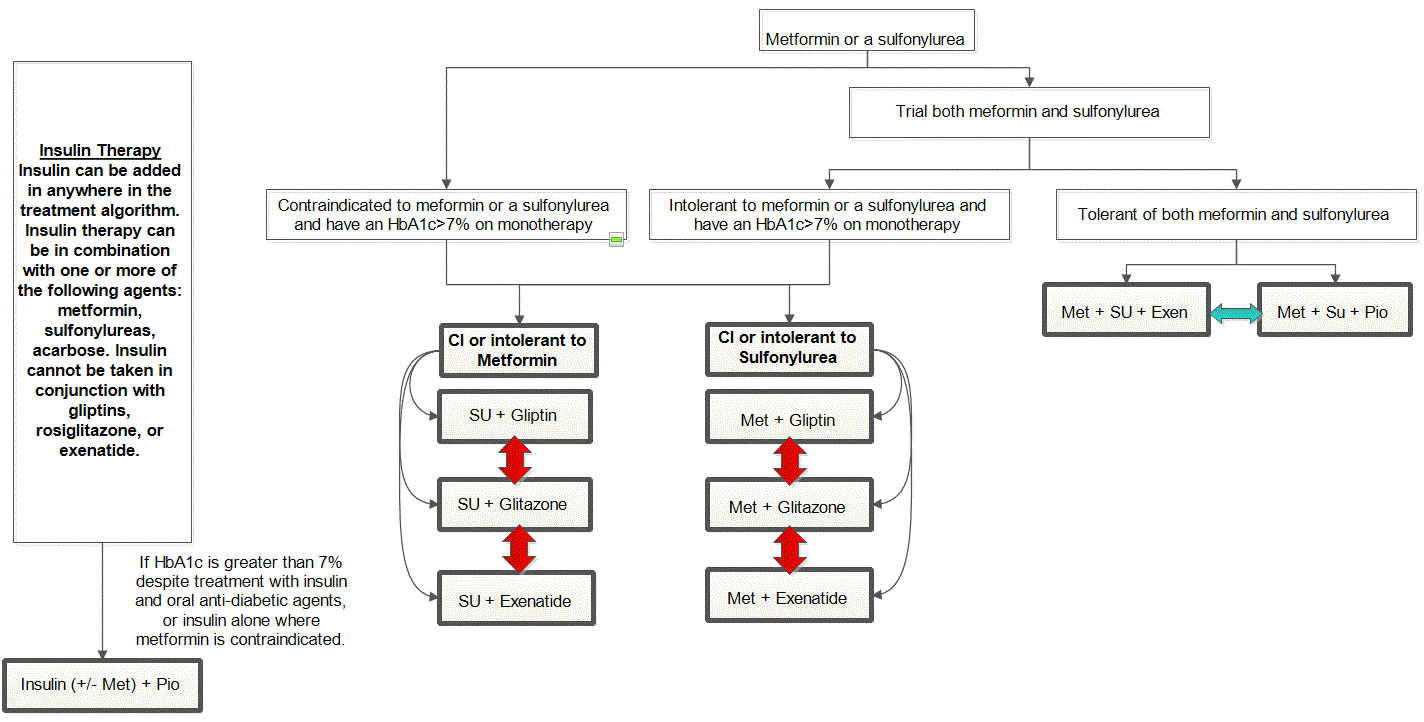 Metformin or a sulfonylurea
Trial both meformin and sulfonylurea
Contraindicated to meformin or a sulfonylurea
and have an HbA1c>7% on monotherapy
Intolerant to meformin or a sulfonylurea and
have an HbA1c>7% on monotherapy
Tolerant of both meformin and sulfonylurea
Met + SU + Exen
Met + Su + Pio
CI or intolerant to
Metformin
SU + Gliptin
SU + Glitazone
SU + Exenatide
CI or intolerant to
Sulfonylurea
Met + Gliptin
Met + Glitazone
Met + Exenatide
Insulin Therapy
Insulin can be added
in anywhere in the
treatment algorithm.
Insulin therapy can
be in combination
with one or more of
the following agents:
metformin,
sulfonylureas,
acarbose. Insulin
cannot be taken in
conjunction with
gliptins,
rosiglitazone, or
exenatide.
If HbA1c is greater than 7%
despite treatment with insulin
and oral anti-diabetic agents,
or insulin alone where
metformin is contraindicated.
Insulin (+/- Met) + Pio